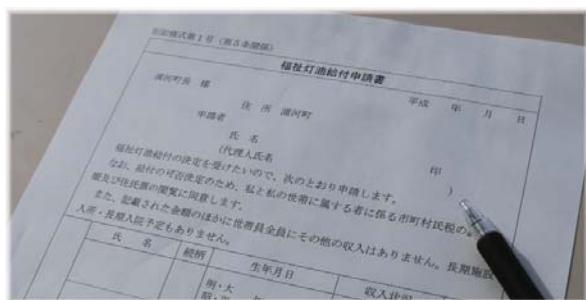 別記様式第1号（第5条関係）
福祉灯油給付申請書
平成 年 月 日
浦河町長 様
住 所 浦河町
申請者
氏 名 印
（代理人氏名 ）
福祉灯油給付の決定を受けたいので、次のとおり申請します。
なお、給付の可否決定のため、私と私の世帯に属する者に係る市町村民税の
及び住民票の閲覧に同意します。
また、記載された金額のほかに世帯員全員にその他の収入はありません。長期施設
入所・長期入院予定もありません。
氏 名 続柄 生年月日 収入状況
明・大
昭・